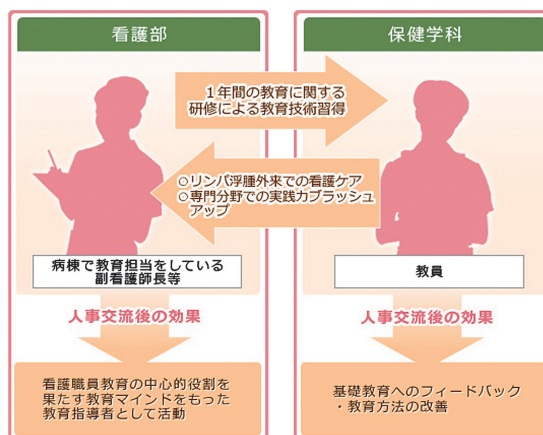 看護部
保健学科
1年間の教育に関する
研修による教育技術習得
○リンパ浮腫外来での看護ケア
○専門分野での実践力ブラッシュ
アップ
病棟で教育担当をしている
副看護師長等
教員
人事交流後の効果
人事交流後の効果
看護職員教育の中心的役割を
果たす教育マインドをもった
教育指導者として活動
基礎教育へのフィードバック
・教育方法の改善